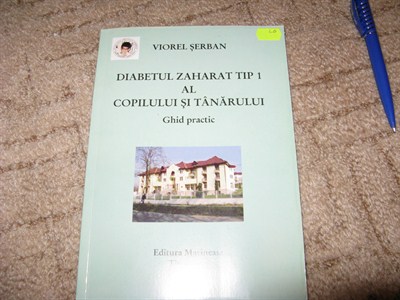 VIOREL ŞERBAN
DIABETUL ZAHARAT TIP 1
AL
COPILULUI ŞI TÂNĂRULUI
Ghid practic
Editura